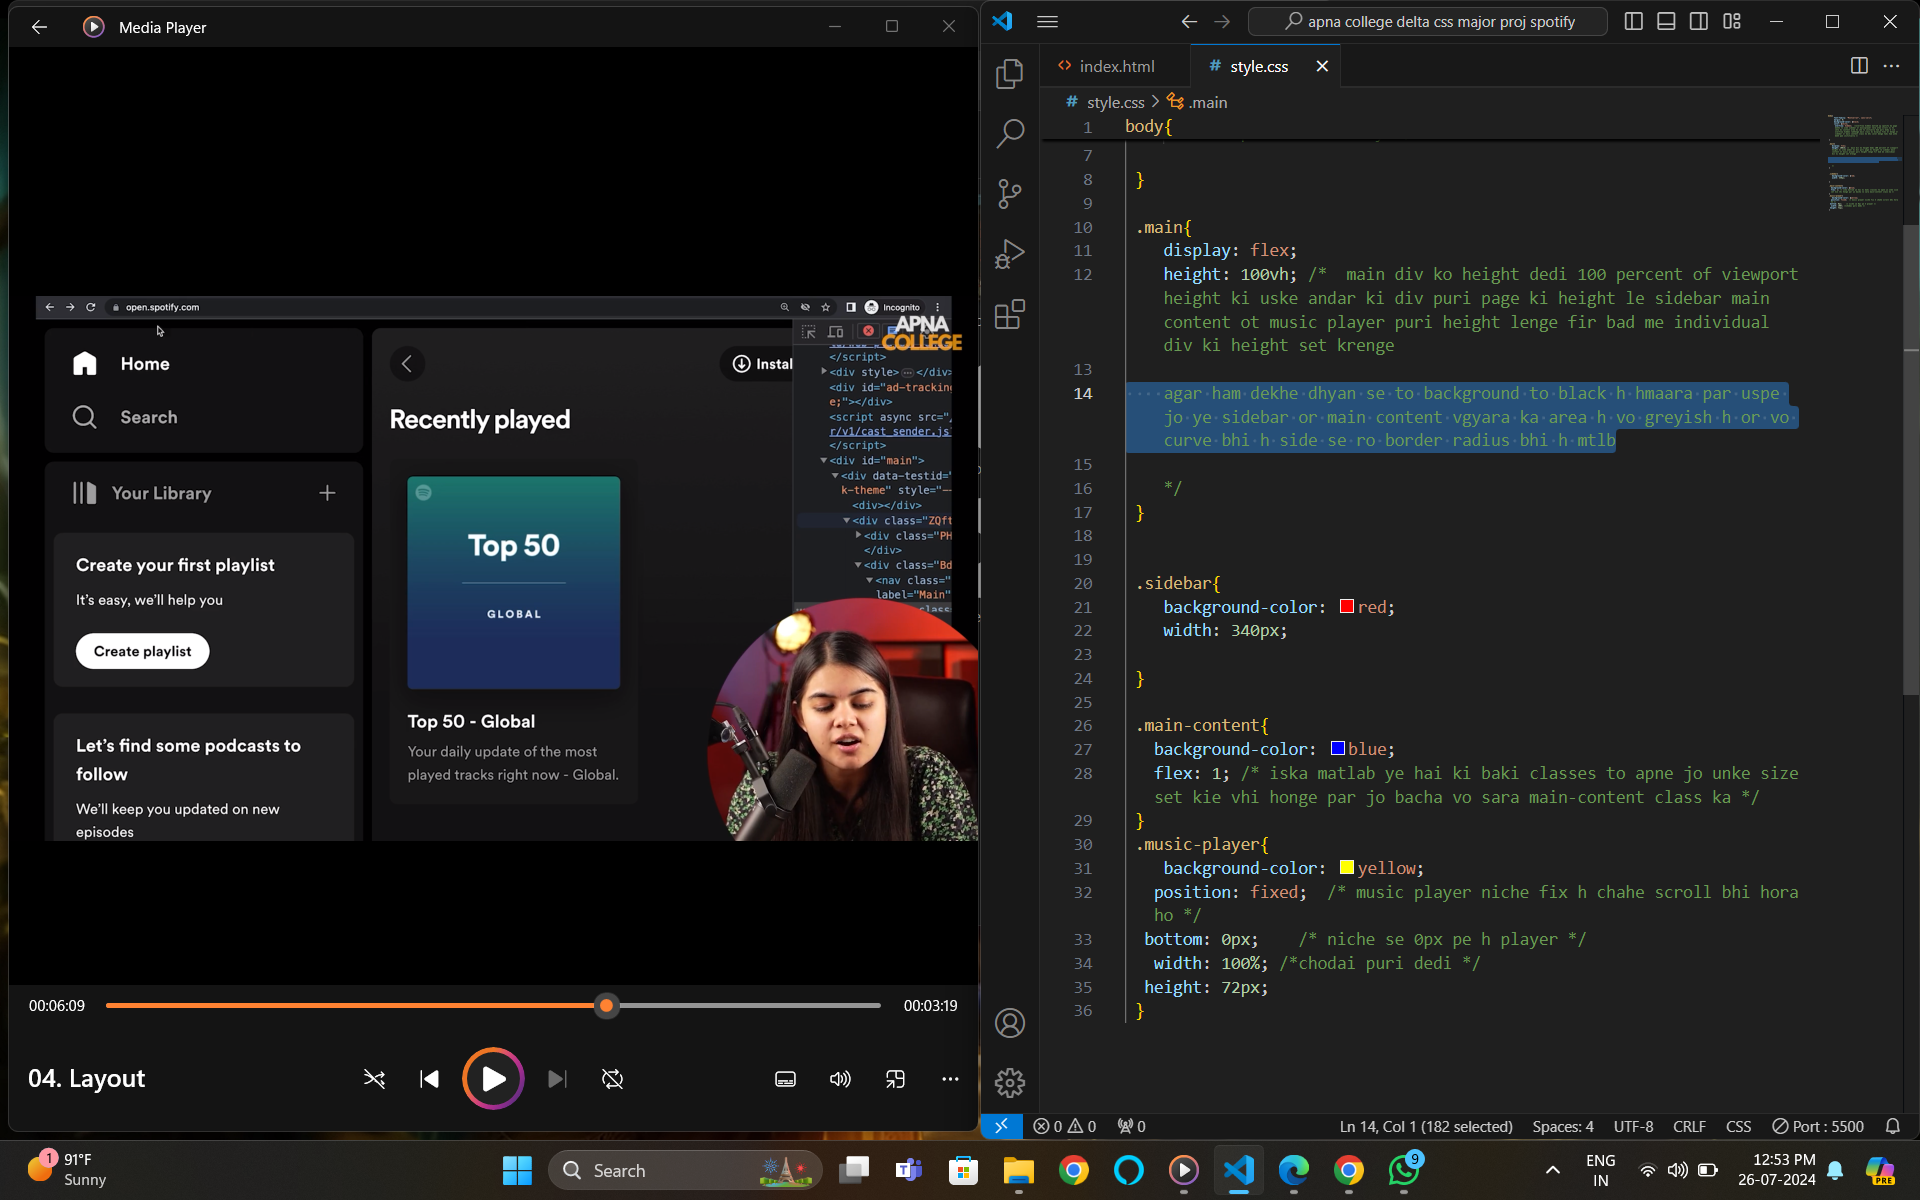 Media Player
open.spotify.com
Incognito
APNA
COLLEGE
Home
Search
Instal
Recently played
Your Library
Create your first playlist
It's easy, we'll help you
Create playlist
Let's find some podcasts to
follow
We'll keep you updated on new
episodes
Top 50
GLOBAL
Top 50 - Global
Your daily update of the most
played tracks right now - Global.
</script>
<div style>…</div>
<div id="ad-tracking
e;"></div>
<script async src="/
r/v1/cast_sender.js
</script>
<div id="main">
<div data-testid="
k-theme" style="--
<div></div>
<div class="ZQft
<div class="PH
</div>
<div class="Bd
<nav class="
label="Main"
00:06:09
00:03:19
04. Layout
apna college delta css major proj spotify
index.html
# style.css
# style.css > .main
1 body{
7
8 }
9
10 .main{
11 display: flex;
12 height: 100vh; /* main div ko height dedi 100 percent of viewport
height ki uske andar ki div puri page ki height le sidebar main
content ot music player puri height lenge fir bad me individual
div ki height set krenge
13
14 agar ham dekhe dhyan se to background to black h hmaara par uspe
jo ye sidebar or main content vgyara ka area h vo greyish h or vo
curve bhi h side se ro border radius bhi h mtlb
15
16 */
17 }
18
19
20 .sidebar{
21 background-color: red;
22 width: 340px;
23
24 }
25
26 .main-content{
27 background-color: blue;
28 flex: 1; /* iska matlab ye hai ki baki classes to apne jo unke size
set kie vhi honge par jo bacha vo sara main-content class ka */
29 }
30 .music-player{
31 background-color: yellow;
32 position: fixed; /* music player niche fix h chahe scroll bhi hora
ho */
33 bottom: 0px; /* niche se 0px pe h player */
34 width: 100%; /*chodai puri dedi */
35 height: 72px;
36 }
0 0 0
Ln 14, Col 1 (182 selected)
Spaces: 4
UTF-8
CRLF
CSS
Port : 5500
1
91°F
Sunny
Search
9
ENG
IN
12:53 PM
26-07-2024
PRE